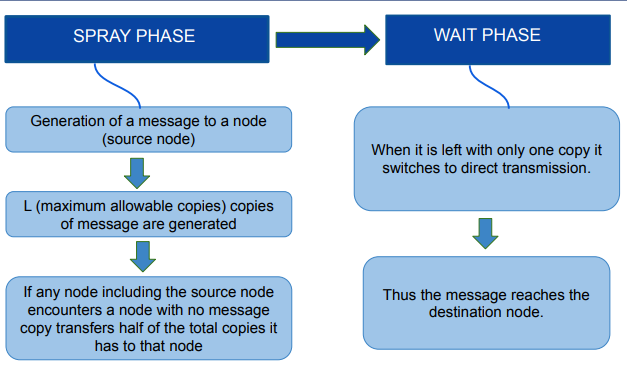 SPRAY PHASE
WAIT PHASE
Generation of a message to a node
(source node)
L (maximum allowable copies) copies
of message are generated
If any node including the source node
encounters a node with no message
copy transfers half of the total copies it
has to that node
When it is left with only one copy it
switches to direct transmission.
Thus the message reaches the
destination node.